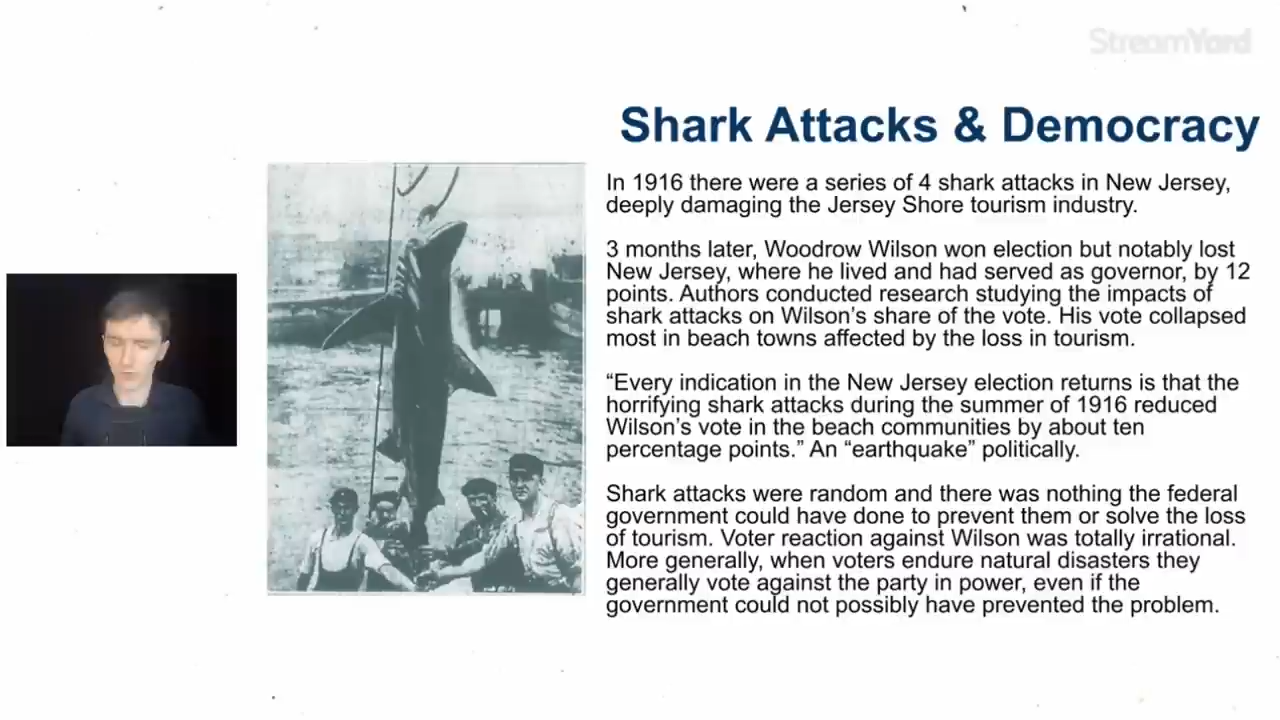 StreamYard
Shark Attacks & Democracy
In 1916 there were a series of 4 shark attacks in New Jersey,
deeply damaging the Jersey Shore tourism industry.
3 months later, Woodrow Wilson won election but notably lost
New Jersey, where he lived and had served as governor, by 12
points. Authors conducted research studying the impacts of
shark attacks on Wilson’s share of the vote. His vote collapsed
most in beach towns affected by the loss in tourism.
“Every indication in the New Jersey election returns is that the
horrifying shark attacks during the summer of 1916 reduced
Wilson’s vote in the beach communities by about ten
percentage points.” An “earthquake” politically.
Shark attacks were random and there was nothing the federal
government could have done to prevent them or solve the loss
of tourism. Voter reaction against Wilson was totally irrational.
More generally, when voters endure natural disasters they
generally vote against the party in power, even if the
government could not possibly have prevented the problem.